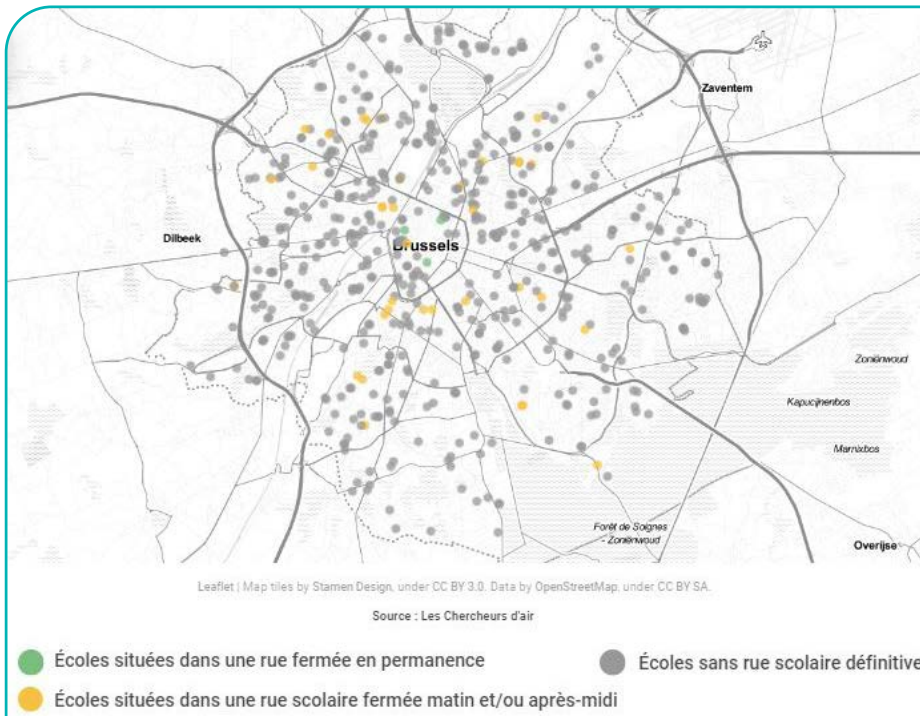 Zaventem
Dilbeek
Brussels
Zoniënwoud
Kapucijnenbos
Marnixbos
Forêt de Soignes
- Zoniënwoud
Overijse
Leaflet | Map tiles by Stamen Design, under CC BY 3.0. Data by OpenStreetMap, under CC BY SA.
Source : Les Chercheurs d'air
Écoles situées dans une rue fermée en permanence
Écoles sans rue scolaire définitive
Écoles situées dans une rue scolaire fermée matin et/ou après-midi